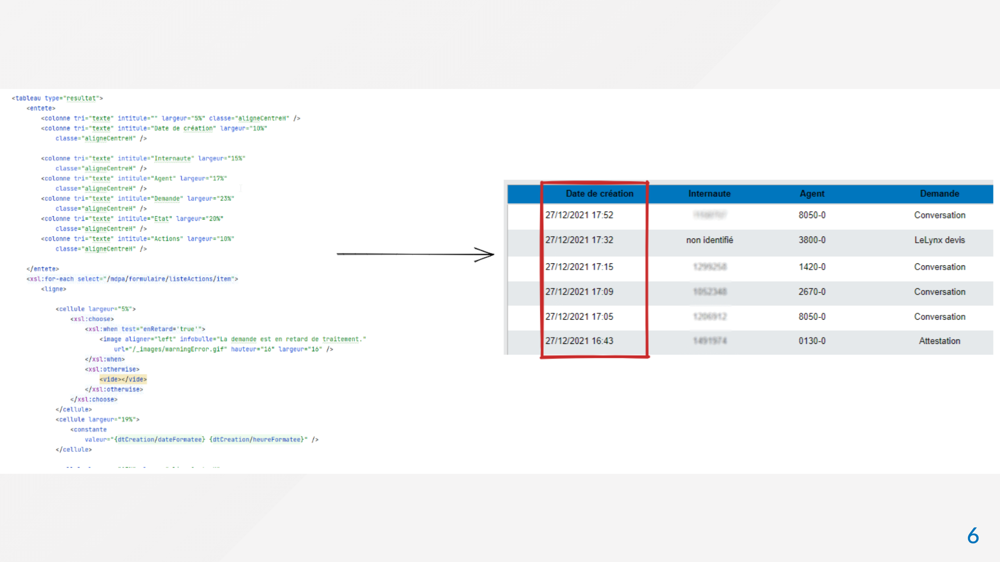 <tableau type="resultat">
<entete>
<colonne tri="texte" intitule="" largeur="5%" classe="aligneCentreH" />
<colonne tri="texte" intitule="Date de création" largeur="10%"
classe="aligneCentreH" />
<colonne tri="texte" intitule="Internaute" largeur="15%"
classe="aligneCentreH" />
<colonne tri="texte" intitule="Agent" largeur="17%"
classe="aligneCentreH" />
<colonne tri="texte" intitule="Demande" largeur="23%"
classe="aligneCentreH" />
<colonne tri="texte" intitule="Etat" largeur="20%"
classe="aligneCentreH" />
<colonne tri="texte" intitule="Actions" largeur="10%"
classe="aligneCentreH" />
</entete>
<xsl:for-each select="/mdpa/formulaire/listeActions/item">
<ligne>
<cellule largeur="5%">
<xsl:choose>
<xsl:when test="enRetard='true'">
<image aligner="left" infobulle="La demande est en retard de traitement."
url="/_images/warningError.gif" hauteur="16" largeur="16" />
</xsl:when>
<xsl:otherwise>
<vide></vide>
</xsl:otherwise>
</xsl:choose>
</cellule>
<cellule largeur="19%">
<constante
valeur="{dtCreation/dateFormatee} {dtCreation/heureFormatee}" />
</cellule>
Date de création Internaute Agent Demande
27/12/2021 17:52 8050-0 Conversation
27/12/2021 17:32 non identifié 3800-0 LeLynx devis
27/12/2021 17:15 1420-0 Conversation
27/12/2021 17:09 2670-0 Conversation
27/12/2021 17:05 8050-0 Conversation
27/12/2021 16:43 0130-0 Attestation
6